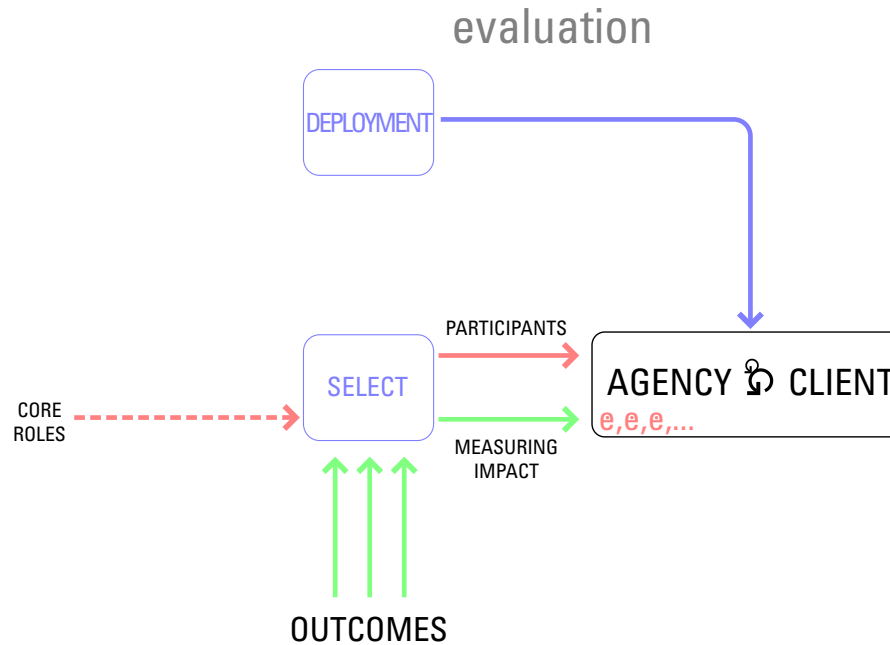 evaluation
DEPLOYMENT
PARTICIPANTS
SELECT
AGENCY CLIENT
e,e,e,...
CORE
ROLES
MEASURING
IMPACT
OUTCOMES